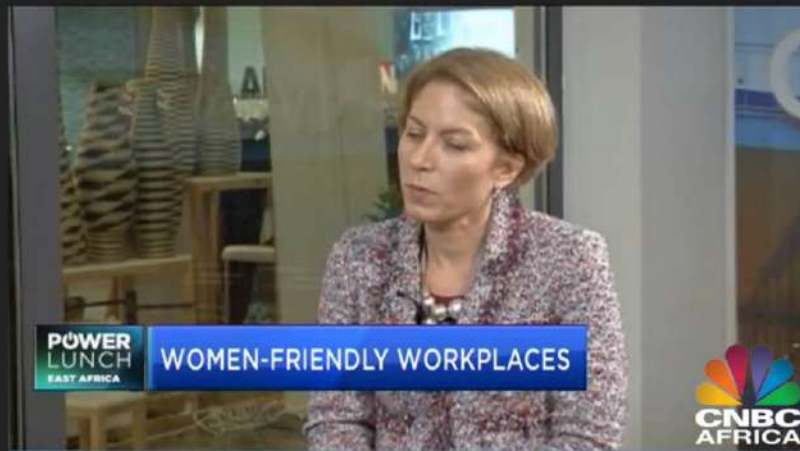 POWER
LUNCH
EAST AFRICA
WOMEN-FRIENDLY WORKPLACES
CNBC
AFRICA